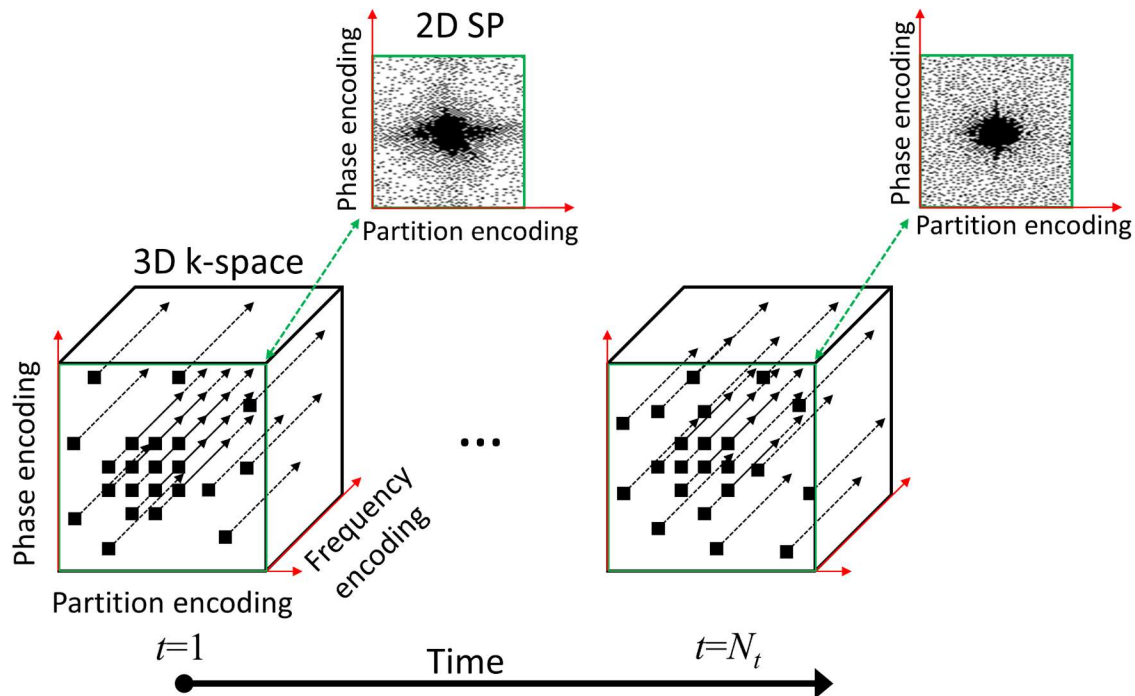 2D SP
Phase encoding
Partition encoding
Phase encoding
Partition encoding
3D k-space
Phase encoding
Partition encoding
Frequency
encoding
...
t=1
Time
t=Nt